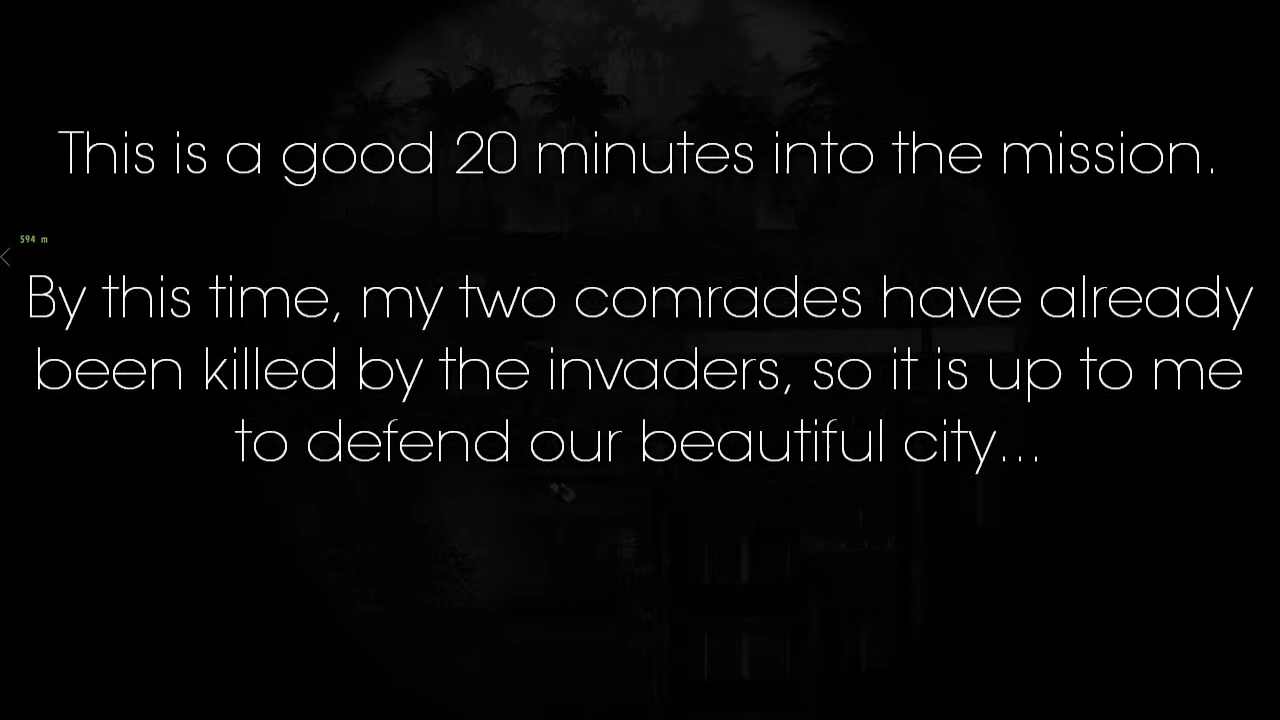 This is a good 20 minutes into the mission.
594 m
By this time, my two comrades have already
been killed by the invaders, so it is up to me
to defend our beautiful city...